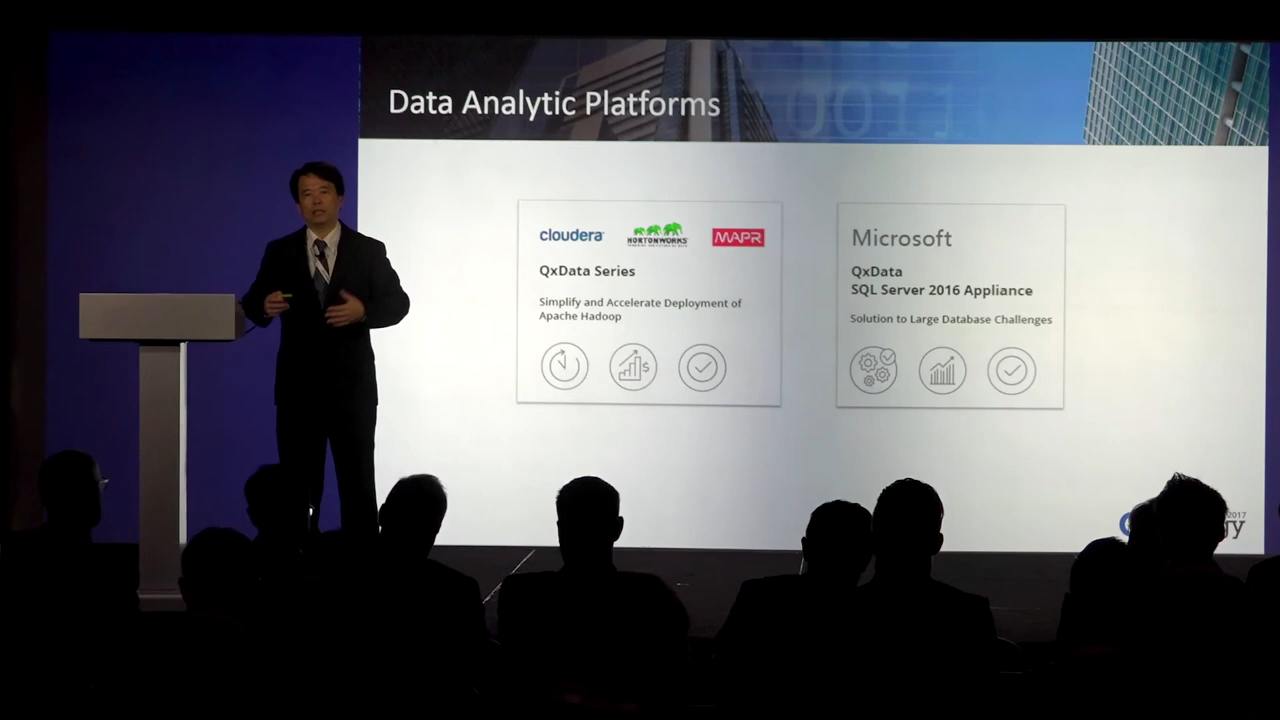 Data Analytic Platforms
cloudera
HORTONWORKS
MAPR
QxData Series
Simplify and Accelerate Deployment of
Apache Hadoop
$
Microsoft
QxData
SQL Server 2016 Appliance
Solution to Large Database Challenges
2017